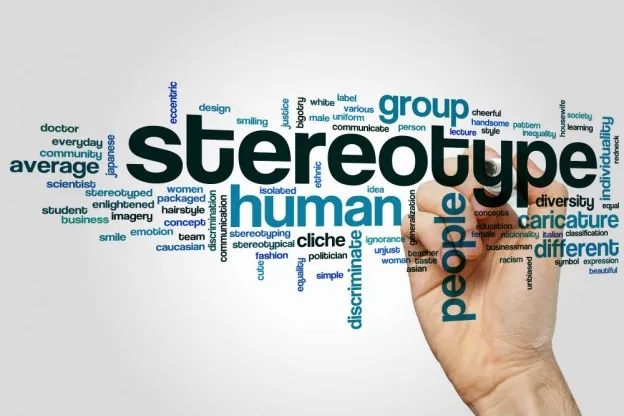 eccentric
design
smiling
justice
bigotry
white
label
various
male
uniform
communicate
person
group
cheerful
handsome
lecture
style
pattern
inequality
housewife
society
learning
individuality
redneck
doctor
everyday
community
average
japanese
scientist
stereotype
stereotyped
enlightened
student
imagery
business
smile
emotion
women
packaged
hairstyle
concept
team
caucasian
discrimination
communication
isolated
ethnic
idea
human
stereotyping
stereotypical
cliche
fashion
politician
cute
equality
simple
discriminate
ignorance
unjust
woman
generalization
teacher
taste
asian
people
concepts
education
female
nationality
italian
classification
businessman
racism
unbiased
diversity
equal
caricature
different
symbol
expression
beautiful